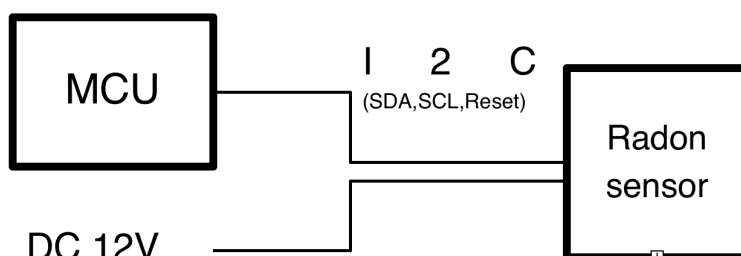 MCU
I 2 C
(SDA,SCL,Reset)
Radon
sensor
DC 12V